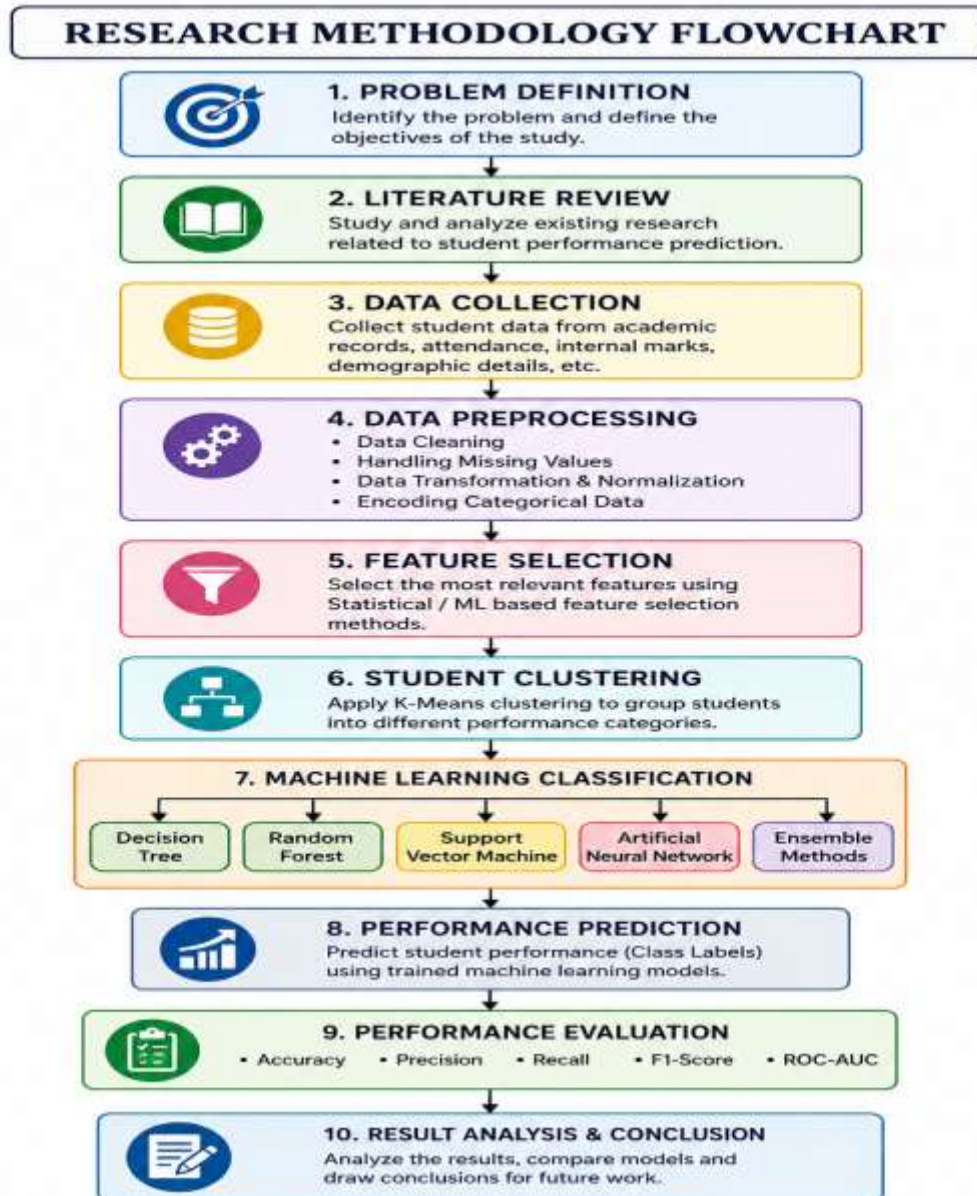 RESEARCH METHODOLOGY FLOWCHART
1. PROBLEM DEFINITION
Identify the problem and define the
objectives of the study.
2. LITERATURE REVIEW
Study and analyze existing research
related to student performance prediction.
3. DATA COLLECTION
Collect student data from academic
records, attendance, internal marks,
demographic details, etc.
4. DATA PREPROCESSING
• Data Cleaning
• Handling Missing Values
• Data Transformation & Normalization
• Encoding Categorical Data
5. FEATURE SELECTION
Select the most relevant features using
Statistical / ML based feature selection
methods.
6. STUDENT CLUSTERING
Apply K-Means clustering to group students
into different performance categories.
7. MACHINE LEARNING CLASSIFICATION
Decision
Tree
Random
Forest
Support
Vector Machine
Artificial
Neural Network
Ensemble
Methods
8. PERFORMANCE PREDICTION
Predict student performance (Class Labels)
using trained machine learning models.
9. PERFORMANCE EVALUATION
• Accuracy • Precision • Recall • F1-Score • ROC-AUC
10. RESULT ANALYSIS & CONCLUSION
Analyze the results, compare models and
draw conclusions for future work.